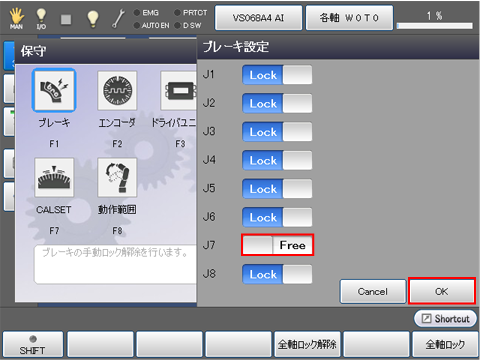 MAN
I/O
EMG
AUTO EN
PRTCT
D SW
VS068A4 AI
各軸 W0T0
1 %
保守
ブレーキ
F1
エンコーダ
F2
ドライバユニ
F3
CALSET
F7
動作範囲
F8
ブレーキの手動ロック解除を行います。
ブレーキ設定
J1 Lock
J2 Lock
J3 Lock
J4 Lock
J5 Lock
J6 Lock
J7 Free
J8 Lock
Cancel
OK
Shortcut
SHIFT
全軸ロック解除
全軸ロック